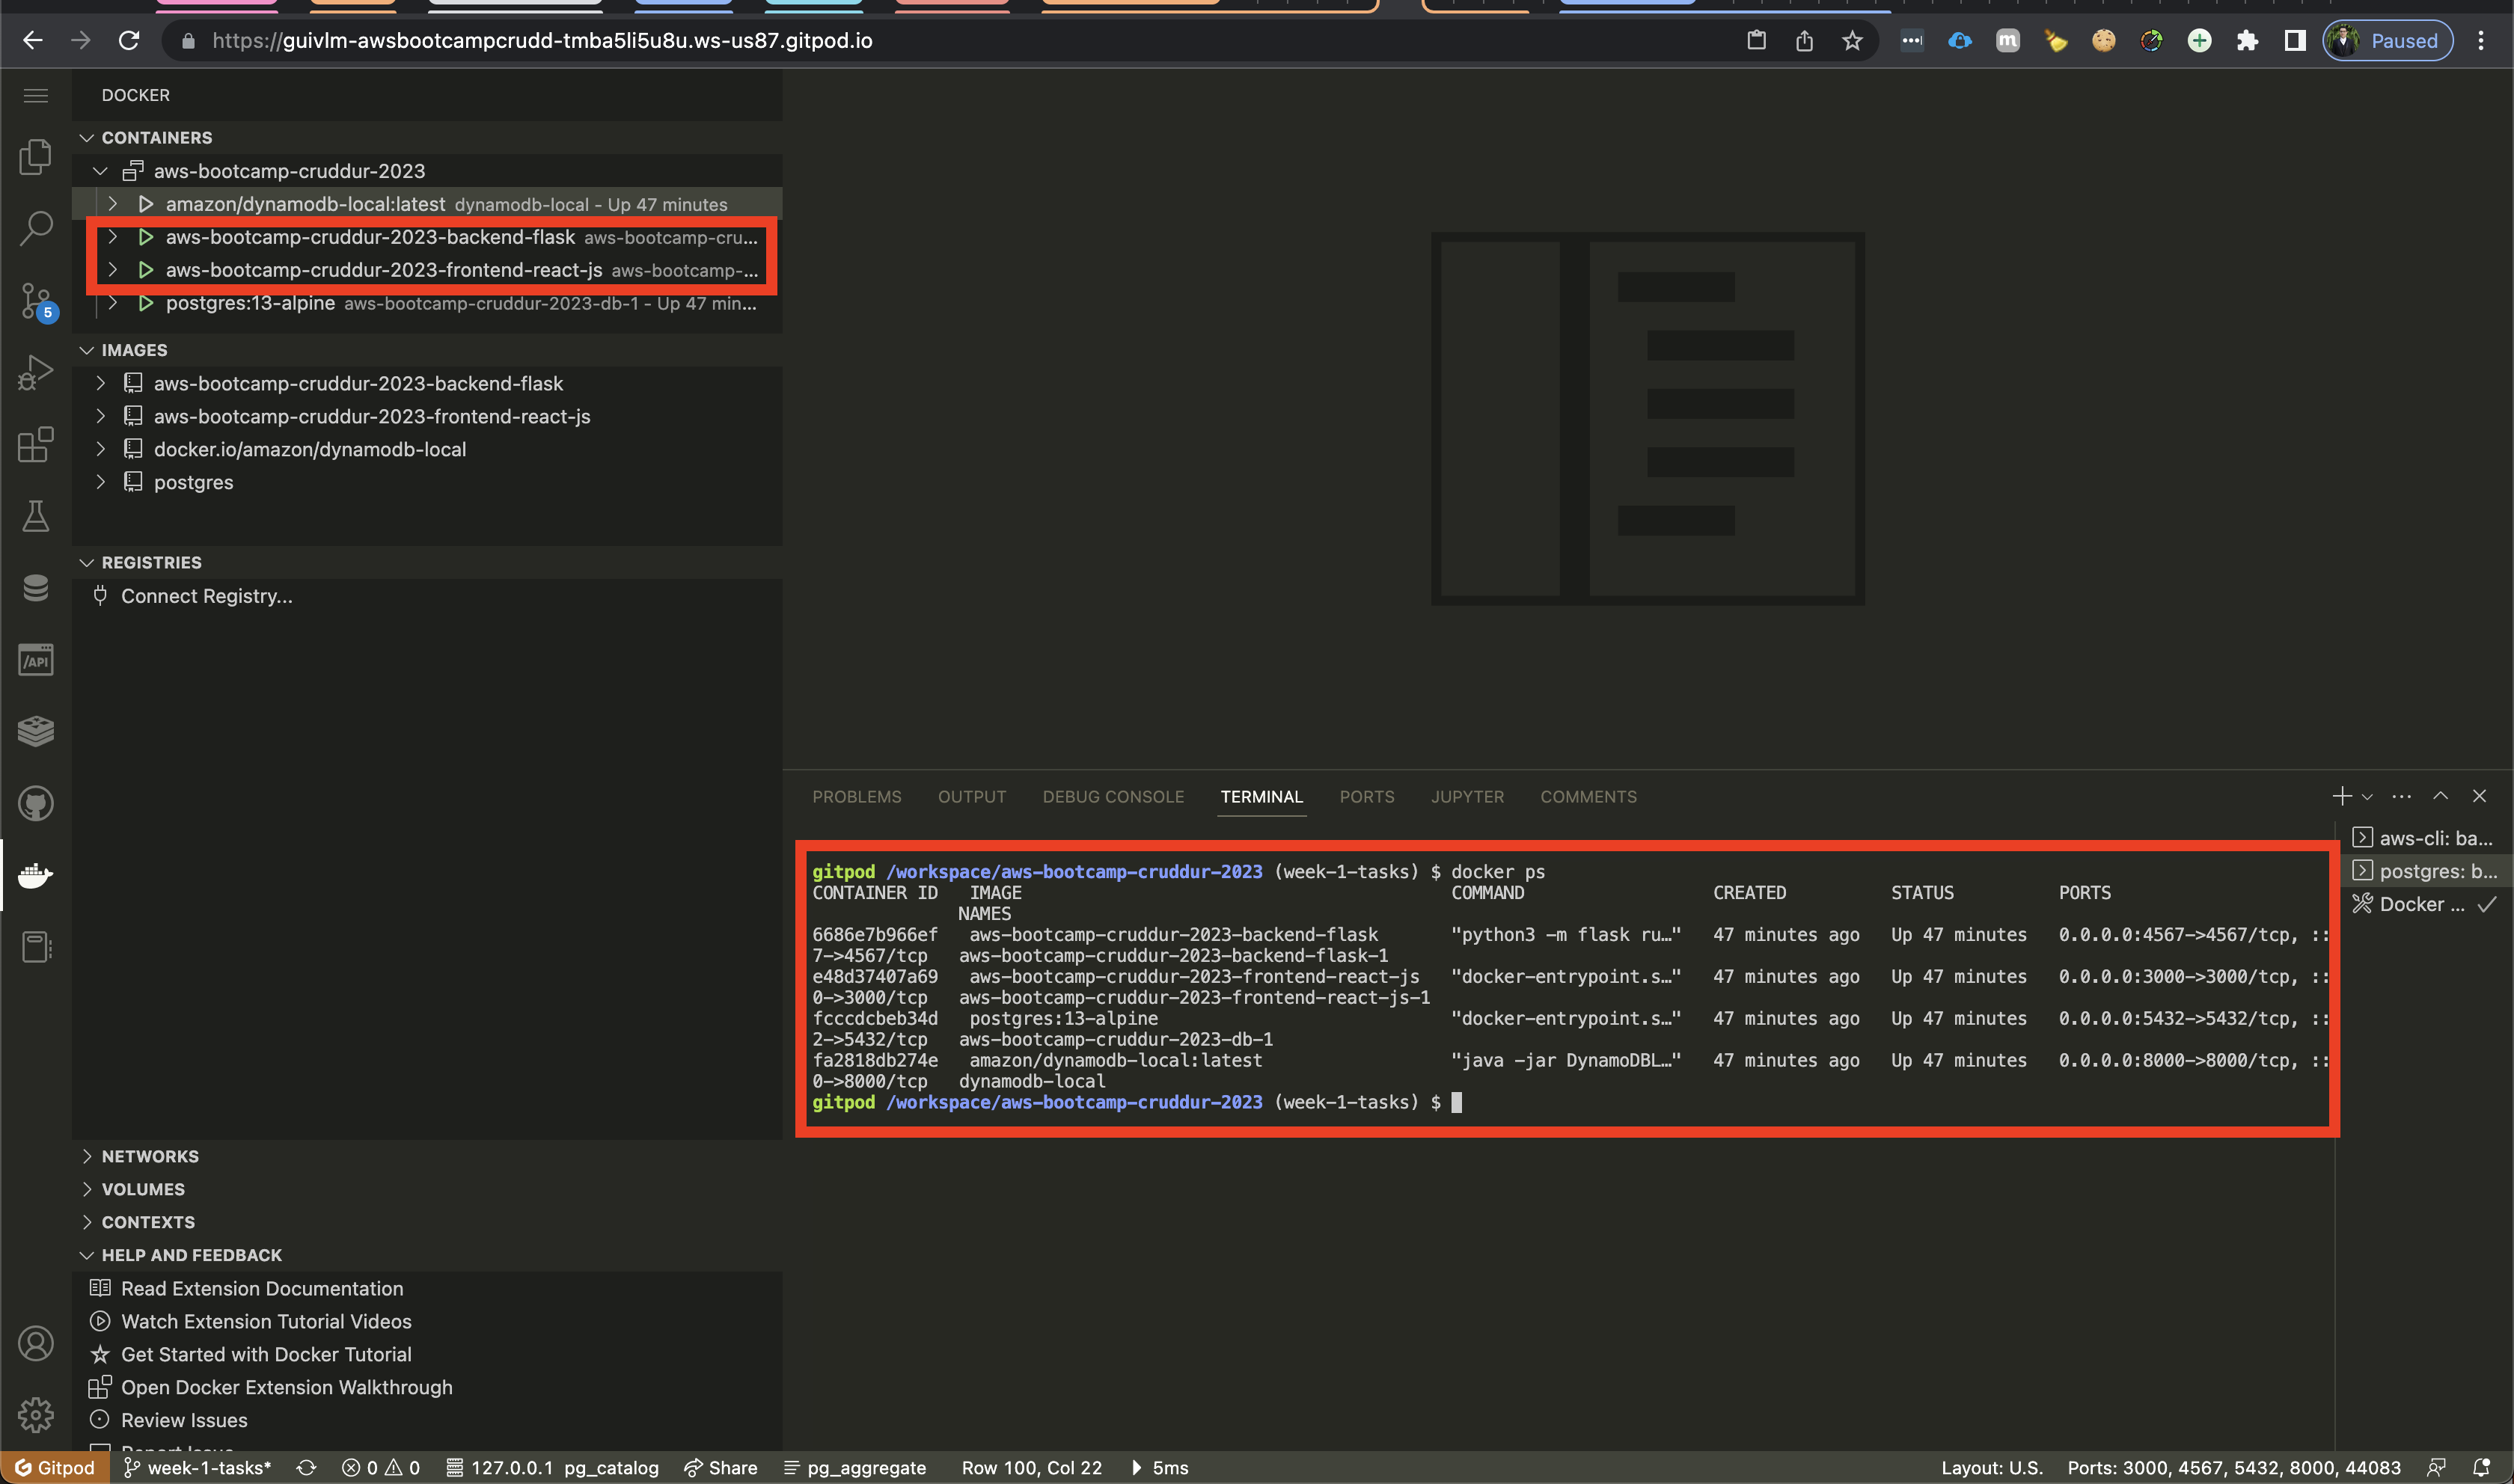 https://guivlm-awsbootcampcrudd-tmba5li5u8u.ws-us87.gitpod.io
m
Paused
DOCKER
CONTAINERS
aws-bootcamp-cruddur-2023
amazon/dynamodb-local:latest dynamodb-local - Up 47 minutes
aws-bootcamp-cruddur-2023-backend-flask aws-bootcamp-cru...
aws-bootcamp-cruddur-2023-frontend-react-js aws-bootcamp-...
postgres:13-alpine aws-bootcamp-cruddur-2023-db-1 - Up 47 min...
5
IMAGES
aws-bootcamp-cruddur-2023-backend-flask
aws-bootcamp-cruddur-2023-frontend-react-js
docker.io/amazon/dynamodb-local
postgres
REGISTRIES
Connect Registry...
/API
NETWORKS
VOLUMES
CONTEXTS
HELP AND FEEDBACK
Read Extension Documentation
Watch Extension Tutorial Videos
Get Started with Docker Tutorial
Open Docker Extension Walkthrough
Review Issues
Report Issue
PROBLEMS OUTPUT DEBUG CONSOLE TERMINAL PORTS JUPYTER COMMENTS
gitpod /workspace/aws-bootcamp-cruddur-2023 (week-1-tasks) $ docker ps
CONTAINER ID IMAGE COMMAND CREATED STATUS PORTS
NAMES
6686e7b966ef aws-bootcamp-cruddur-2023-backend-flask "python3 -m flask ru…" 47 minutes ago Up 47 minutes 0.0.0.0:4567->4567/tcp, ::
7->4567/tcp aws-bootcamp-cruddur-2023-backend-flask-1
e48d37407a69 aws-bootcamp-cruddur-2023-frontend-react-js "docker-entrypoint.s…" 47 minutes ago Up 47 minutes 0.0.0.0:3000->3000/tcp, ::
0->3000/tcp aws-bootcamp-cruddur-2023-frontend-react-js-1
fcccdcbeb34d postgres:13-alpine "docker-entrypoint.s…" 47 minutes ago Up 47 minutes 0.0.0.0:5432->5432/tcp, ::
2->5432/tcp aws-bootcamp-cruddur-2023-db-1
fa2818db274e amazon/dynamodb-local:latest "java -jar DynamoDBL…" 47 minutes ago Up 47 minutes 0.0.0.0:8000->8000/tcp, ::
0->8000/tcp dynamodb-local
gitpod /workspace/aws-bootcamp-cruddur-2023 (week-1-tasks) $
aws-cli: ba...
postgres: b...
Docker ...
Gitpod week-1-tasks* 0 0 127.0.0.1 pg_catalog Share pg_aggregate Row 100, Col 22 5ms Layout: U.S. Ports: 3000, 4567, 5432, 8000, 44083